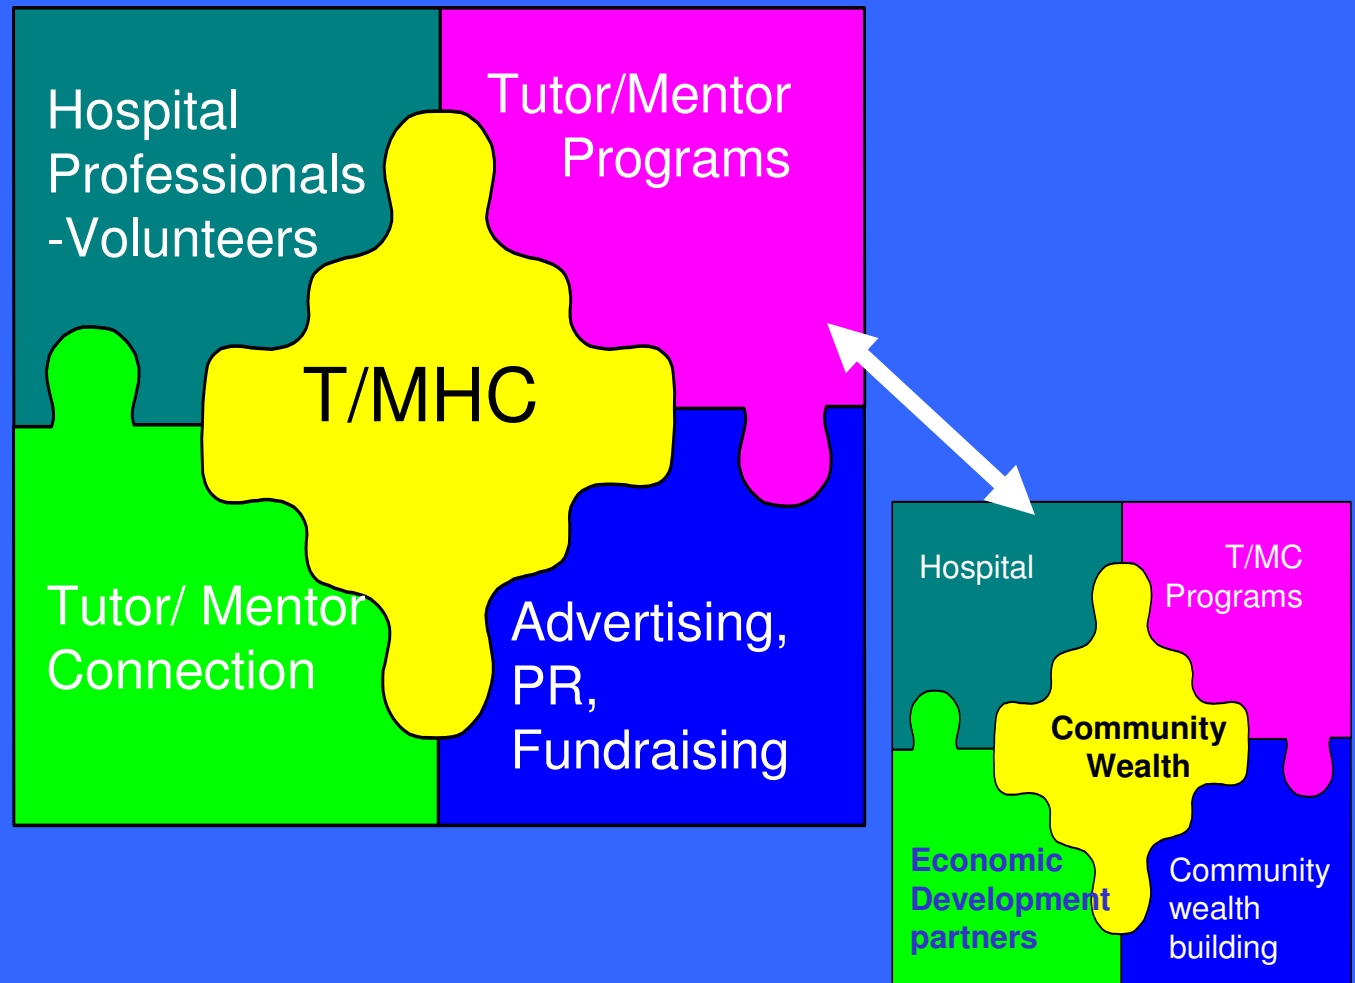 Hospital
Professionals
-Volunteers
Tutor/Mentor
Programs
T/MHC
Tutor/ Mentor
Connection
Advertising,
PR,
Fundraising
Hospital
T/MC
Programs
Community
Wealth
Economic
Development
partners
Community
wealth
building